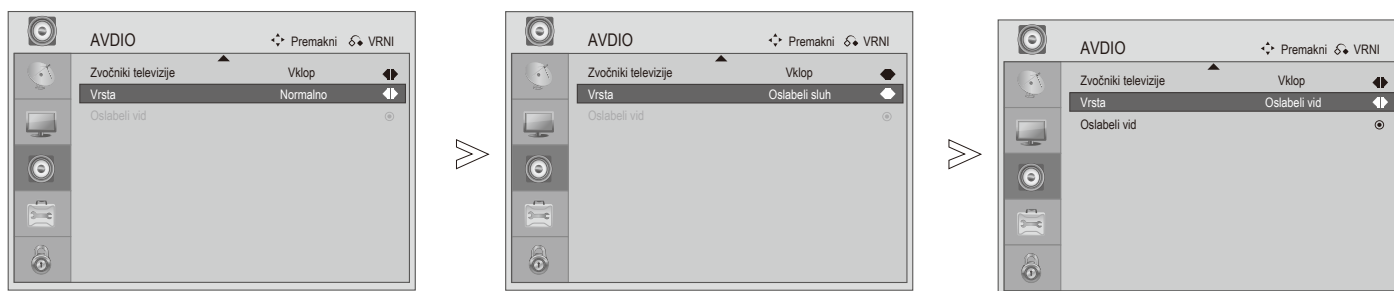 AVDIO Premakni VRNI
Zvočniki televizije Vklop
Vrsta Normalno
Oslabeli vid
AVDIO Premakni VRNI
Zvočniki televizije Vklop
Vrsta Oslabeli sluh
Oslabeli vid
AVDIO Premakni VRNI
Zvočniki televizije Vklop
Vrsta Oslabeli vid
Oslabeli vid